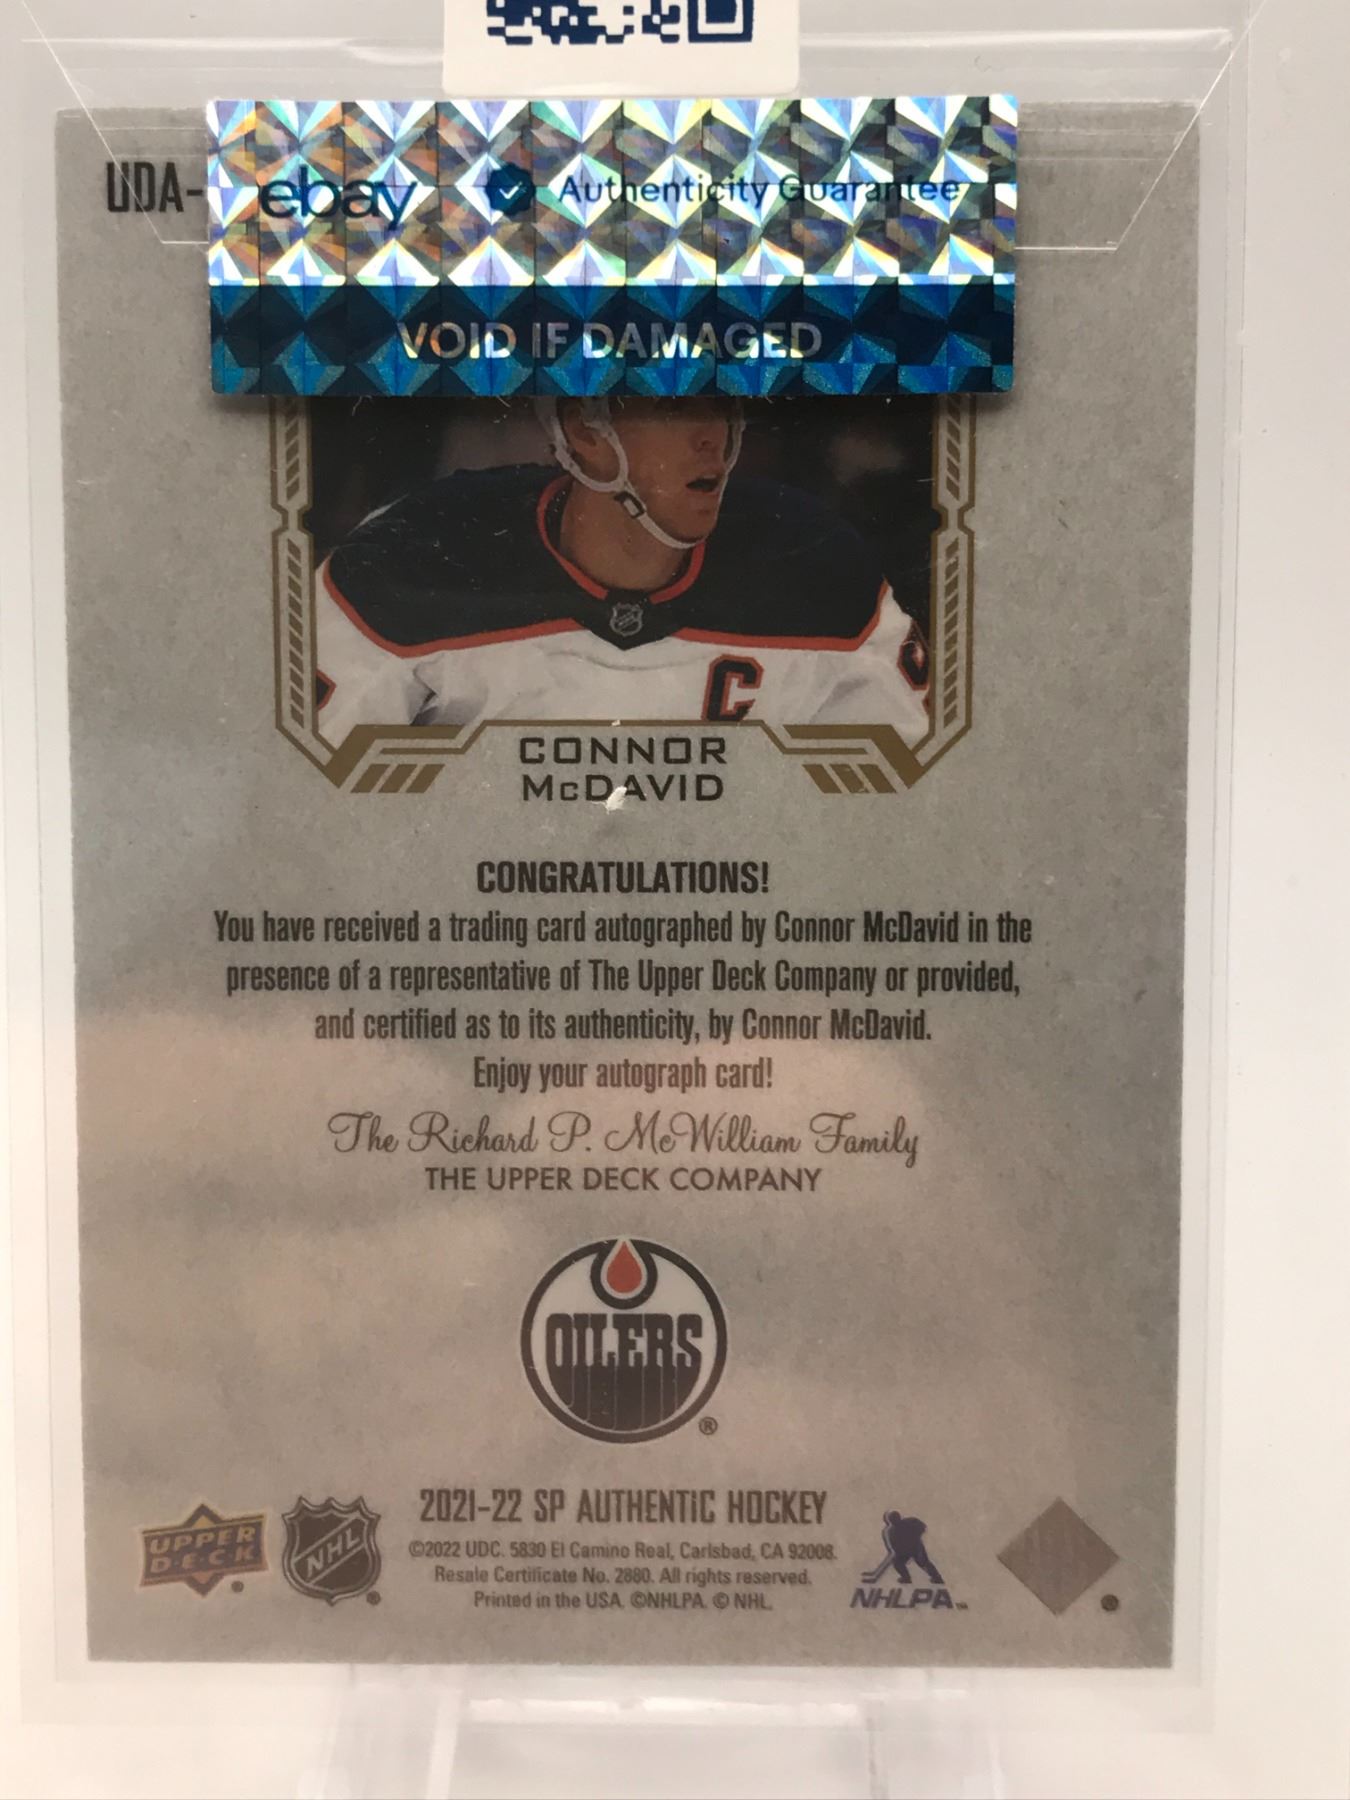 UDA-
ebay Authenticity Guarantee
VOID IF DAMAGED
C
CONNOR
McDAVID
CONGRATULATIONS!
You have received a trading card autographed by Connor McDavid in the
presence of a representative of The Upper Deck Company or provided,
and certified as to its authenticity, by Connor McDavid.
Enjoy your autograph card!
The Richard P. McWilliam Family
THE UPPER DECK COMPANY
OILERS
®
2021-22 SP AUTHENTiC HOCKEY
UPPER
DECK
NHL
©2022 UDC. 5830 El Camino Real, Carlsbad, CA 92008.
Resale Certificate No. 2880. All rights reserved.
Printed in the USA. ©NHLPA. © NHL.
NHLPA™